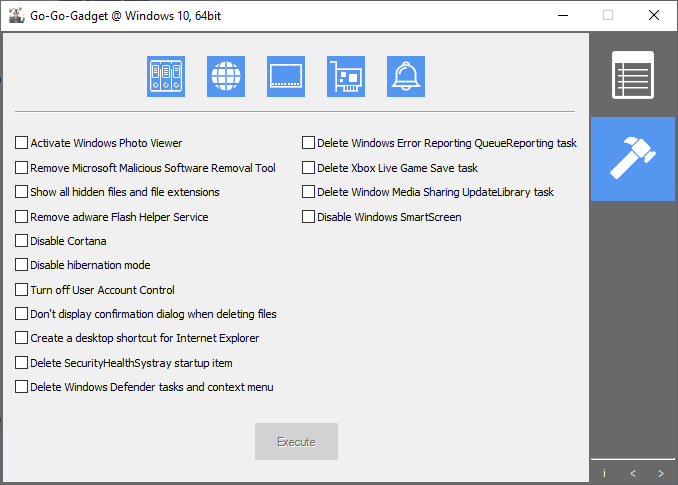 Go-Go-Gadget @ Windows 10, 64bit
Activate Windows Photo Viewer
Remove Microsoft Malicious Software Removal Tool
Show all hidden files and file extensions
Remove adware Flash Helper Service
Disable Cortana
Disable hibernation mode
Turn off User Account Control
Don't display confirmation dialog when deleting files
Create a desktop shortcut for Internet Explorer
Delete SecurityHealthSystray startup item
Delete Windows Defender tasks and context menu
Delete Windows Error Reporting QueueReporting task
Delete Xbox Live Game Save task
Delete Window Media Sharing UpdateLibrary task
Disable Windows SmartScreen
Execute
i < >